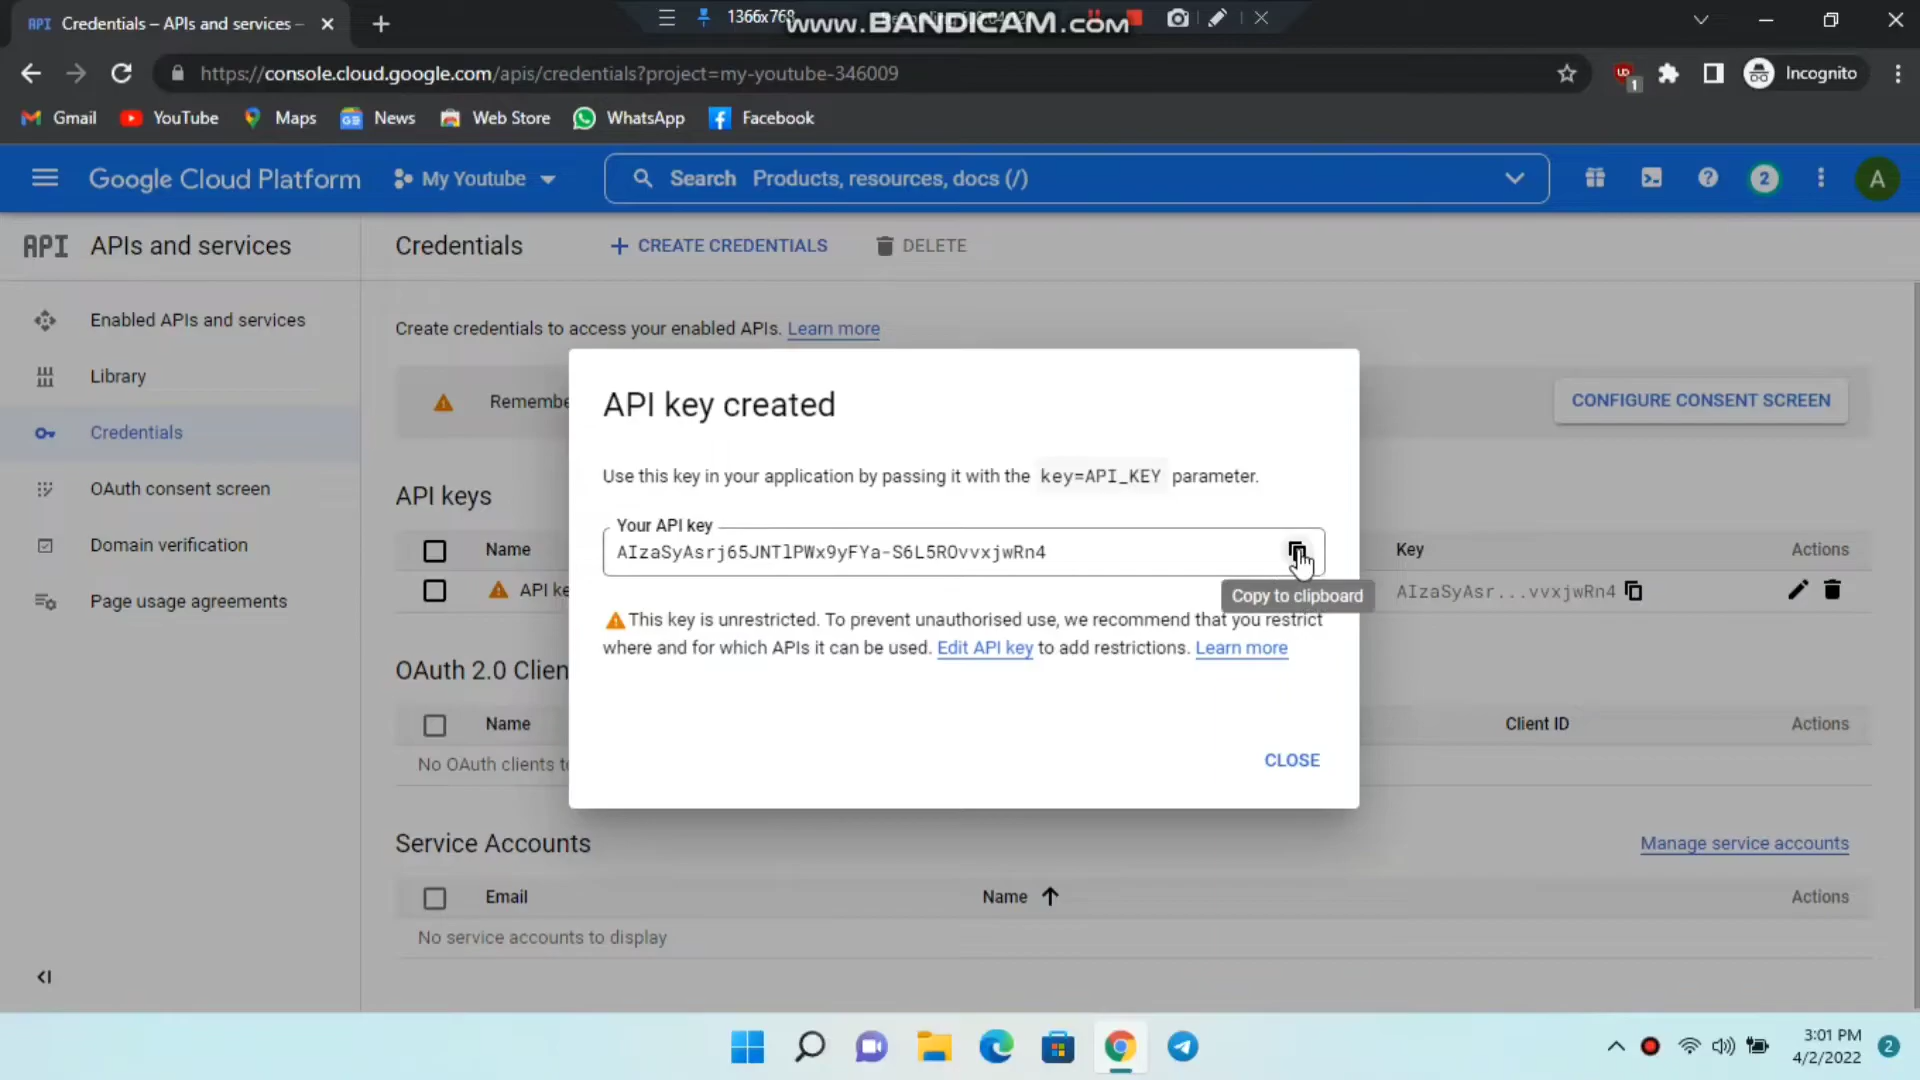 Credentials – APIs and services –
1366x768
www.BANDICAM.com
https://console.cloud.google.com/apis/credentials?project=my-youtube-346009
1
Incognito
Gmail YouTube Maps News Web Store WhatsApp Facebook
Google Cloud Platform My Youtube Search Products, resources, docs (/) 2 A
API APIs and services Credentials + CREATE CREDENTIALS DELETE
Enabled APIs and services
Library
Credentials
OAuth consent screen
Domain verification
Page usage agreements
Create credentials to access your enabled APIs. Learn more
CONFIGURE CONSENT SCREEN
API keys
Name Key Actions
AIzaSyAsr...vvxjwRn4
OAuth 2.0 Clien
Name Client ID Actions
No OAuth clients
Service Accounts Manage service accounts
Email Name Actions
No service accounts to display
API key created
Use this key in your application by passing it with the key=API_KEY parameter.
Your API key
AIzaSyAsrj65JNTlPWx9yFYa-S6L5ROvvxjwRn4
Copy to clipboard
This key is unrestricted. To prevent unauthorised use, we recommend that you restrict
where and for which APIs it can be used. Edit API key to add restrictions. Learn more
CLOSE
3:01 PM
4/2/2022
2